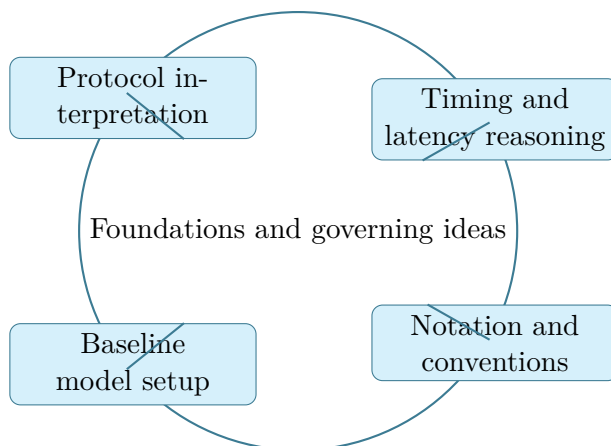 Protocol in-
terpretation
Timing and
latency reasoning
Foundations and governing ideas
Baseline
model setup
Notation and
conventions